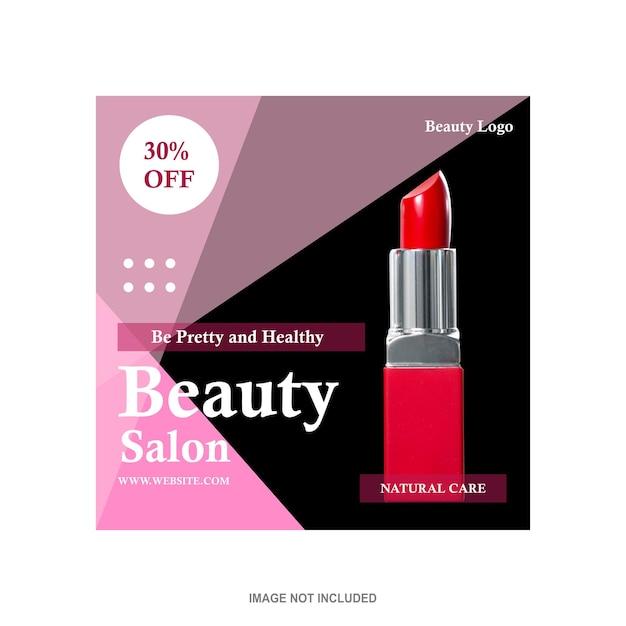 Beauty Logo
30%
OFF
Be Pretty and Healthy
Beauty
Salon
WWW.WEBSITE.COM
NATURAL CARE
IMAGE NOT INCLUDED